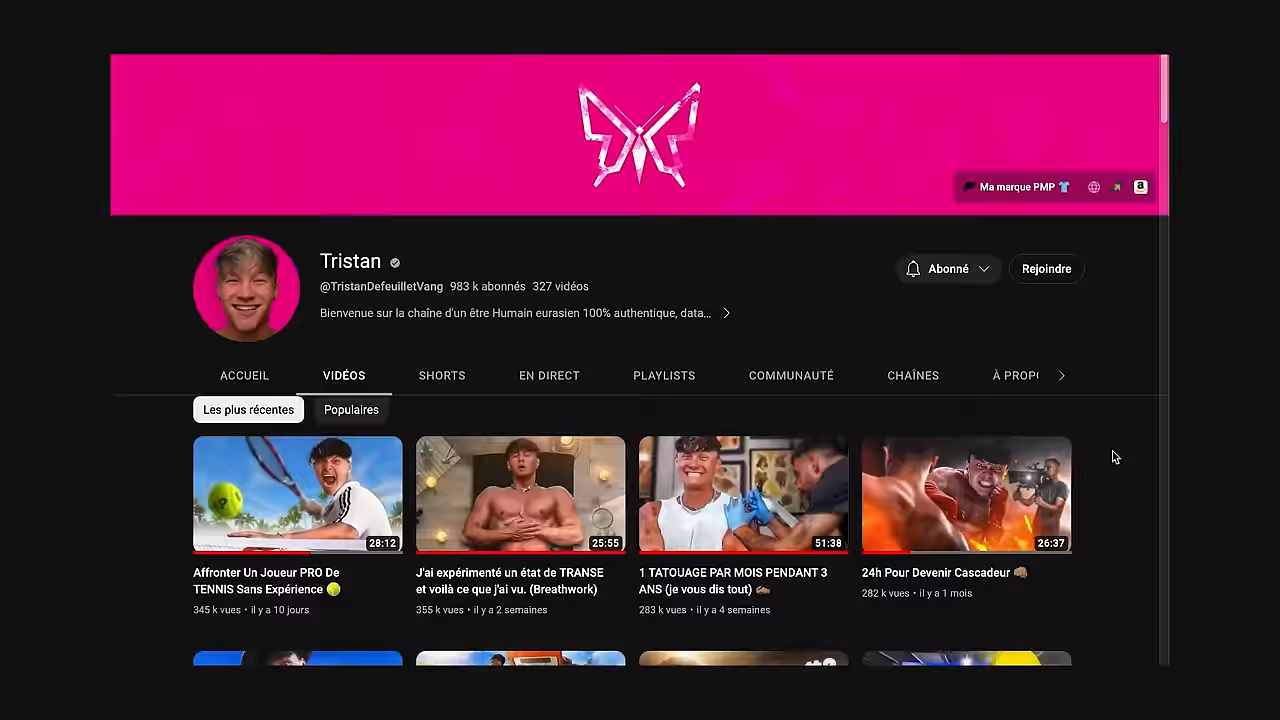 Ma marque PMP
Tristan
@TristanDefeuilletVang 983 k abonnés 327 vidéos
Bienvenue sur la chaîne d'un être Humain eurasien 100% authentique, data...
Abonné
Rejoindre
ACCUEIL VIDÉOS SHORTS EN DIRECT PLAYLISTS COMMUNAUTÉ CHAÎNES À PROP
Les plus récentes Populaires
28:12 25:55 51:38 26:37
Affronter Un Joueur PRO De
TENNIS Sans Expérience 🎾
345 k vues • il y a 10 jours
J'ai expérimenté un état de TRANSE
et voilà ce que j'ai vu. (Breathwork)
355 k vues • il y a 2 semaines
1 TATOUAGE PAR MOIS PENDANT 3
ANS (je vous dis tout)
283 k vues • il y a 4 semaines
24h Pour Devenir Cascadeur
282 k vues • il y a 1 mois